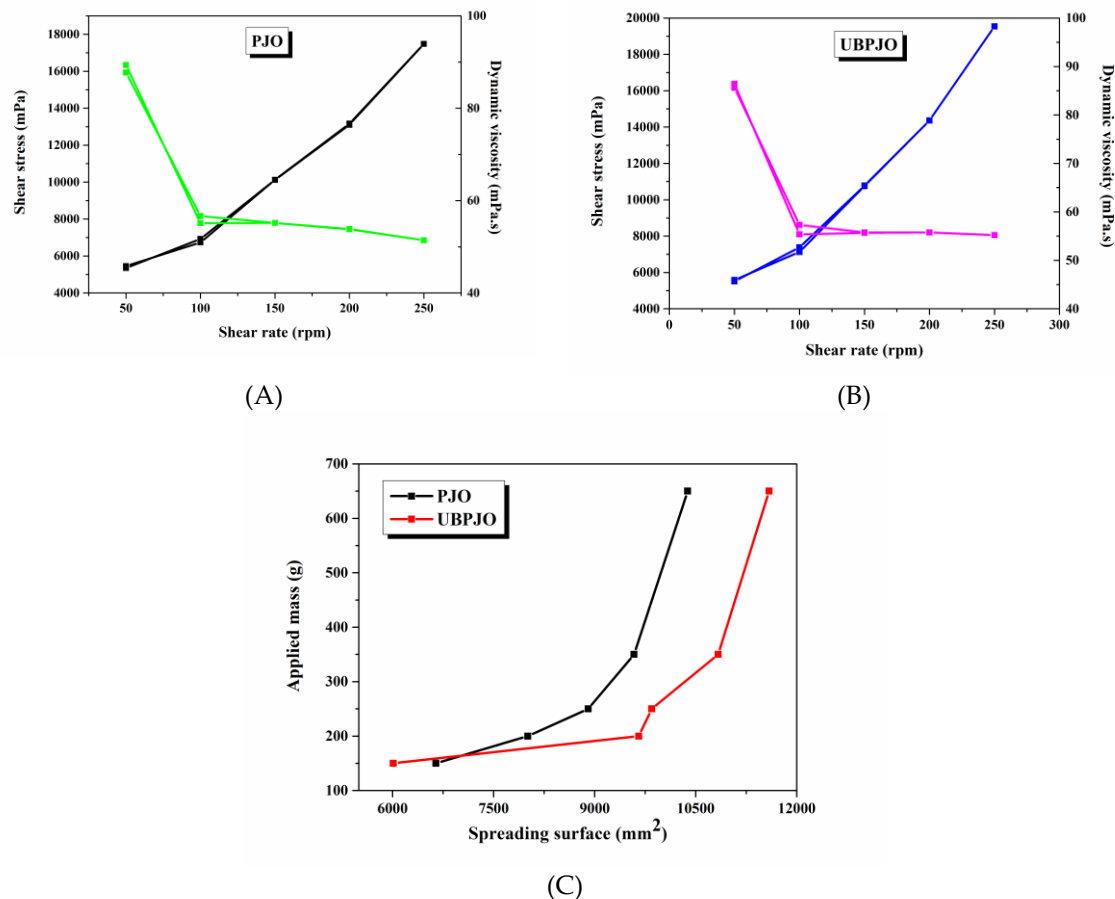 PJO
18000
16000
14000
12000
10000
8000
6000
4000
Shear stress (mPa)
100
80
60
40
Dynamic viscosity (mPa,s)
50 100 150 200 250
Shear rate (rpm)
(A)
UBPJO
20000
18000
16000
14000
12000
10000
8000
6000
4000
Shear stress (mPa)
100
90
80
70
60
50
40
Dynamic viscosity (mPa,s)
0 50 100 150 200 250 300
Shear rate (rpm)
(B)
PJO
UBPJO
700
600
500
400
300
200
100
Applied mass (g)
6000 7500 9000 10500 12000
Spreading surface (mm²)
(C)